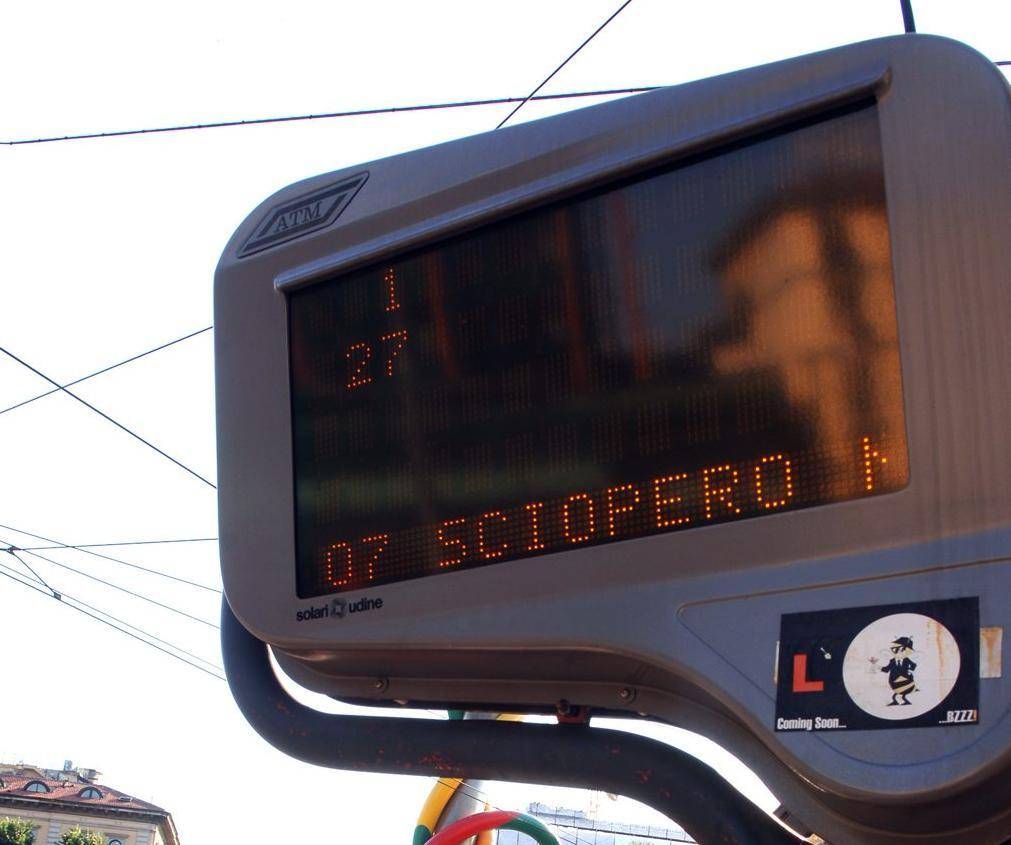 ATM
1
27
07 SCIOPERO
solari udine
L'
Coming Soon...
...BZZZ!